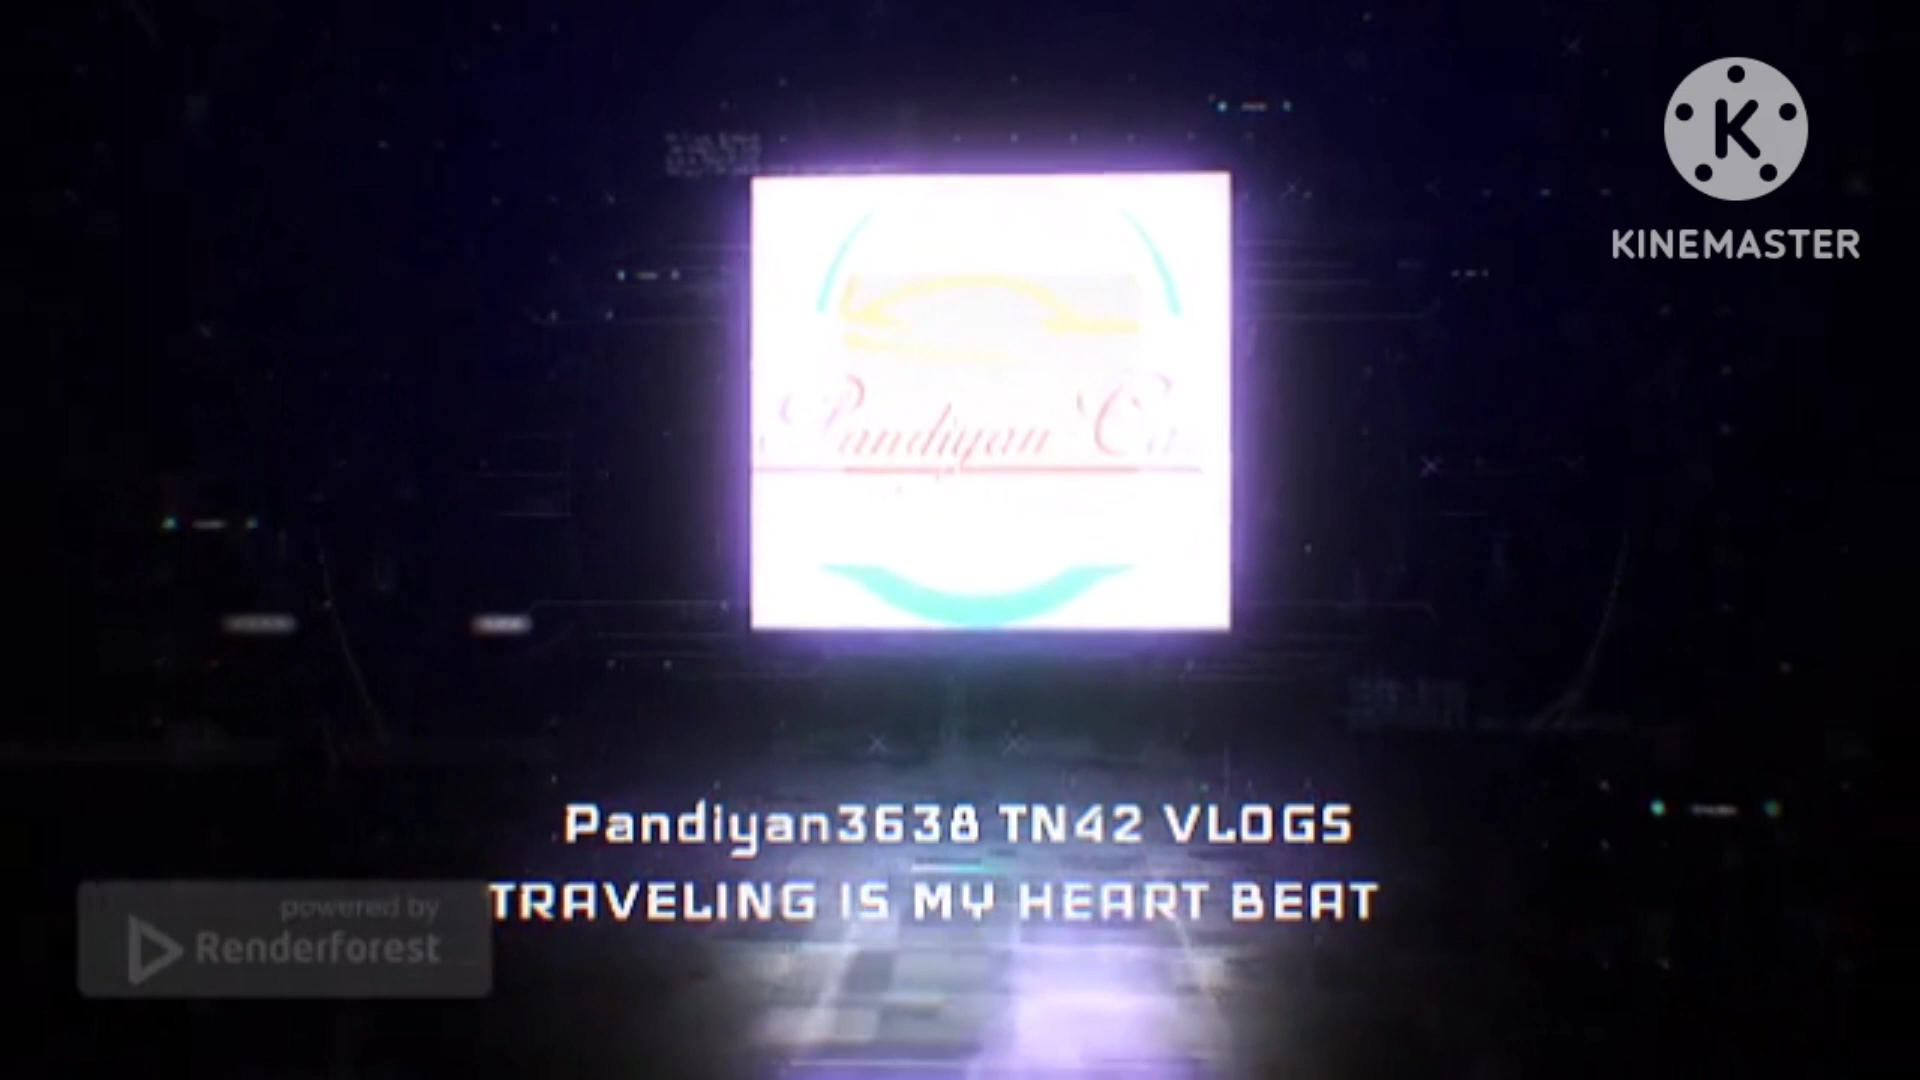 KINEMASTER
Pandiyan
Pandiyan3638 TN42 VLOGS
TRAVELING IS MY HEART BEAT
powered by
Renderforest